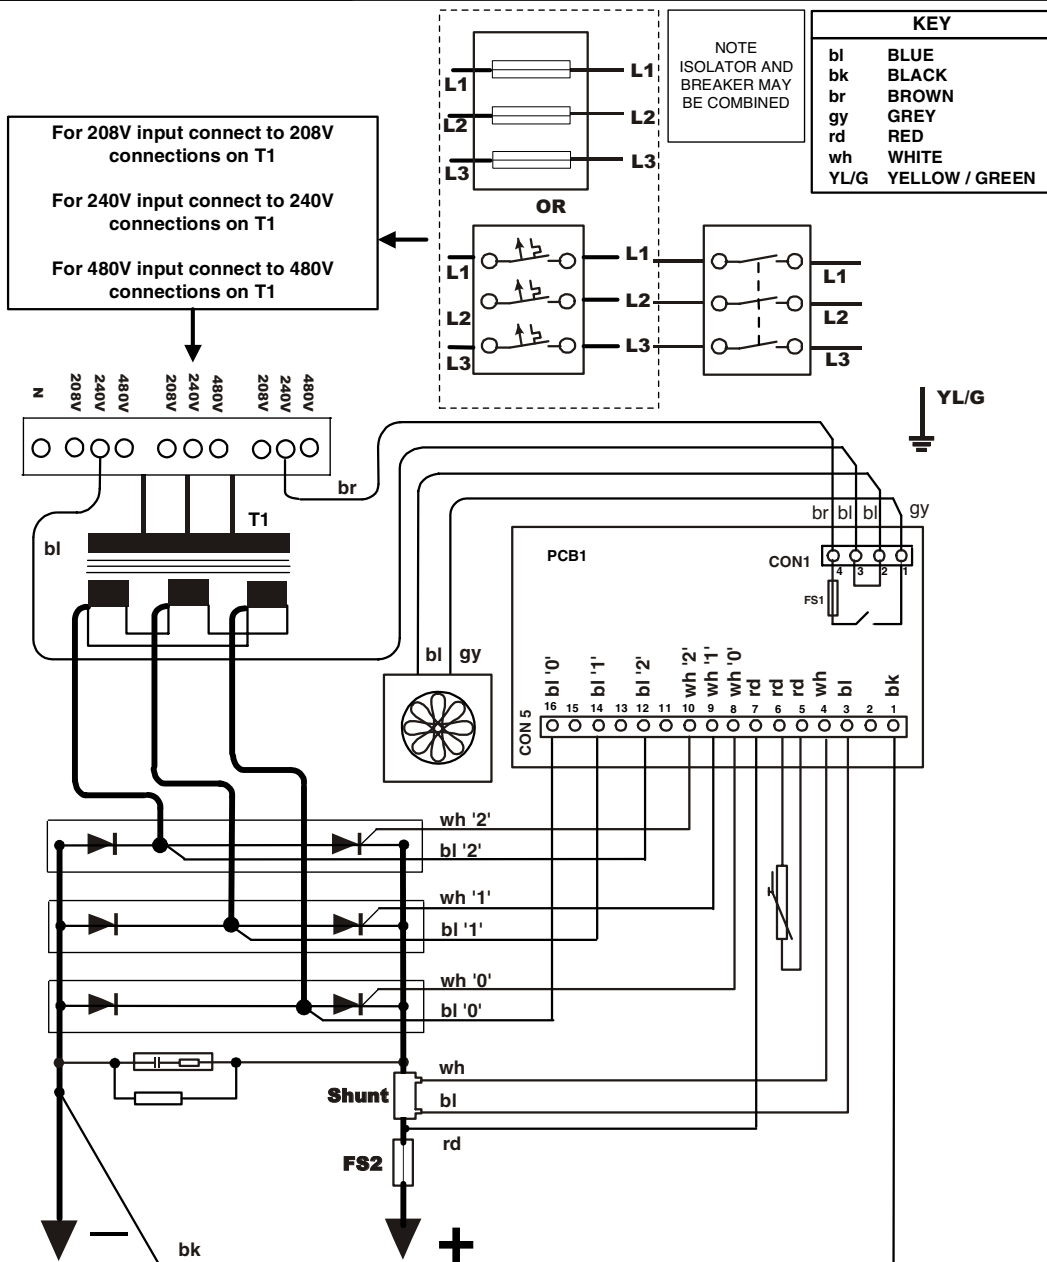 L1 L1
L2 L2
L3 L3
OR
L1 L1
L2 L2
L3 L3
L1
L2
L3
NOTE
ISOLATOR AND
BREAKER MAY
BE COMBINED
KEY
bl BLUE
bk BLACK
br BROWN
gy GREY
rd RED
wh WHITE
YL/G YELLOW / GREEN
For 208V input connect to 208V
connections on T1
For 240V input connect to 240V
connections on T1
For 480V input connect to 480V
connections on T1
N 208V 240V 480V 208V 240V 480V 208V 240V 480V
YL/G
br
T1
bl
br bl bl gy
PCB1
CON1
4 3 2 1
FS1
bl gy
bl '0' bl '1' bl '2' wh '2' wh '1' wh '0' rd rd rd wh bl bk
16 15 14 13 12 11 10 9 8 7 6 5 4 3 2 1
CON 5
wh '2'
bl '2'
wh '1'
bl '1'
wh '0'
bl '0'
wh
Shunt
bl
rd
FS2
bk